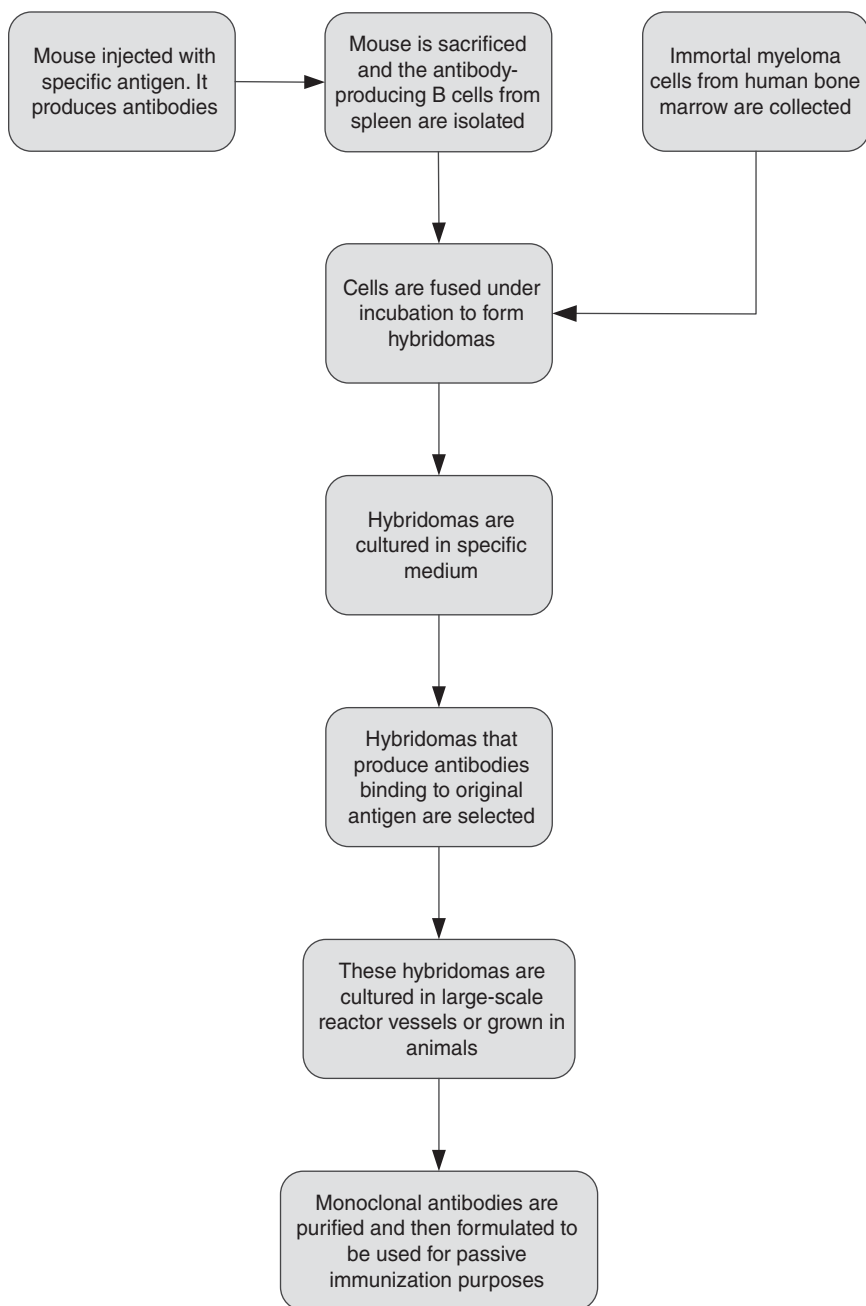 Mouse injected with
specific antigen. It
produces antibodies
Mouse is sacrificed
and the antibody-
producing B cells from
spleen are isolated
Immortal myeloma
cells from human bone
marrow are collected
Cells are fused under
incubation to form
hybridomas
Hybridomas are
cultured in specific
medium
Hybridomas that
produce antibodies
binding to original
antigen are selected
These hybridomas are
cultured in large-scale
reactor vessels or grown in
animals
Monoclonal antibodies are
purified and then formulated to
be used for passive
immunization purposes